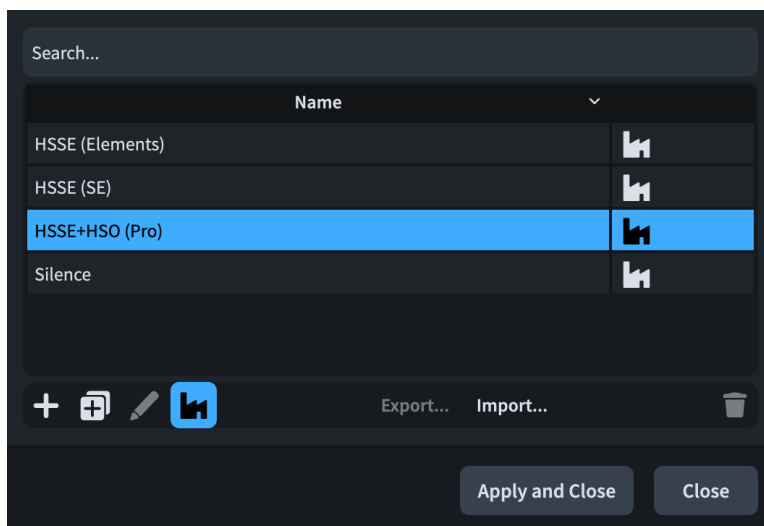 Search...
Name
HSSE (Elements)
HSSE (SE)
HSSE+HSO (Pro)
Silence
Export... Import...
Apply and Close Close